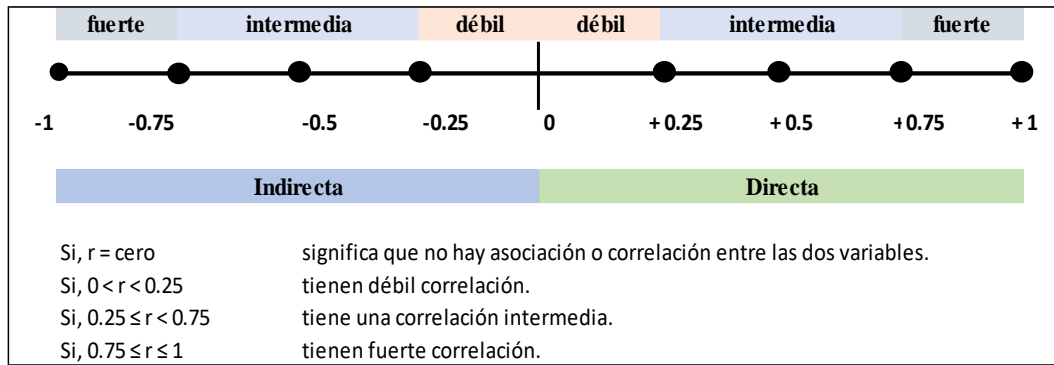 fuerte intermedia débil débil intermedia fuerte
-1 -0.75 -0.5 -0.25 0 + 0.25 + 0.5 + 0.75 + 1
Indirecta Directa
Si, r = cero significa que no hay asociación o correlación entre las dos variables.
Si, 0 < r < 0.25 tienen débil correlación.
Si, 0.25 ≤ r < 0.75 tiene una correlación intermedia.
Si, 0.75 ≤ r ≤ 1 tienen fuerte correlación.